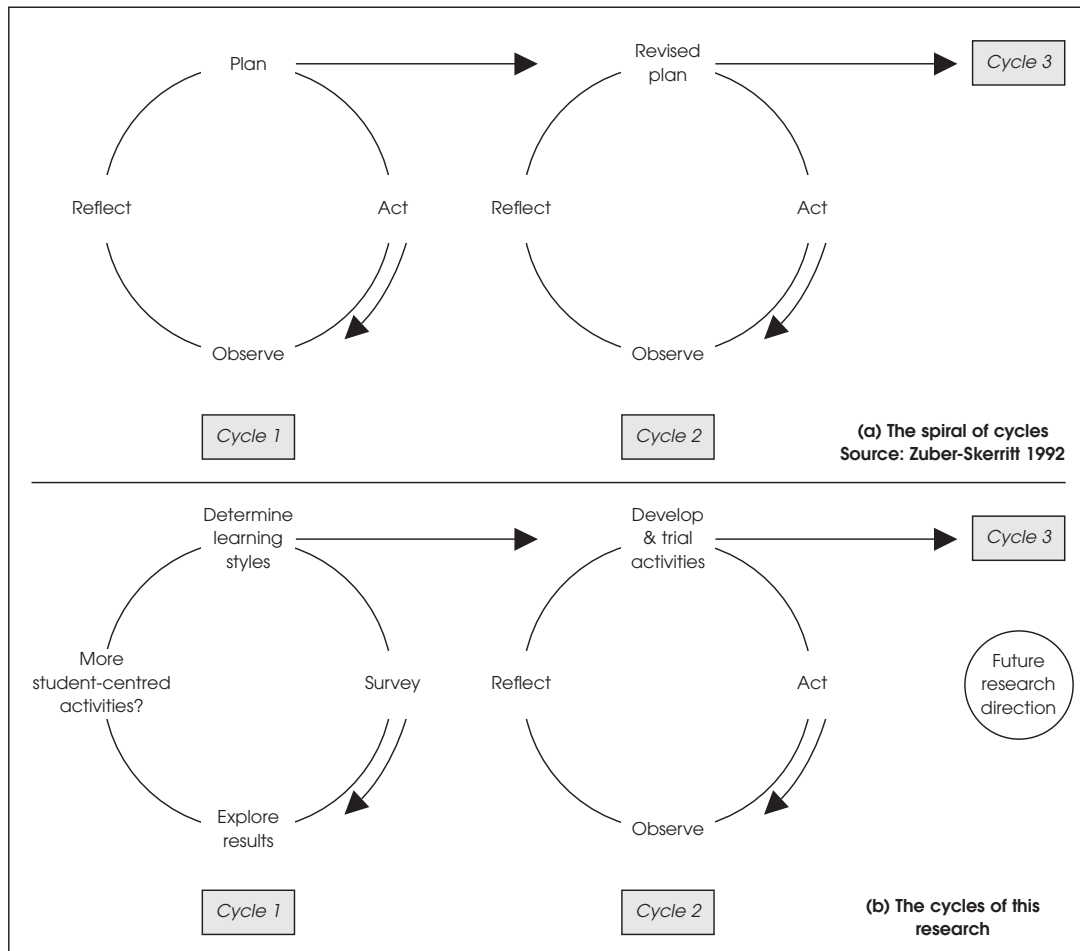 Plan
Revised
plan
Cycle 3
Reflect
Act
Reflect
Act
Observe
Observe
Cycle 1
Cycle 2
(a) The spiral of cycles
Source: Zuber-Skerritt 1992
Determine
learning
styles
Develop
& trial
activities
Cycle 3
More
student-centred
activities?
Survey
Reflect
Act
Future
research
direction
Explore
results
Observe
Cycle 1
Cycle 2
(b) The cycles of this
research